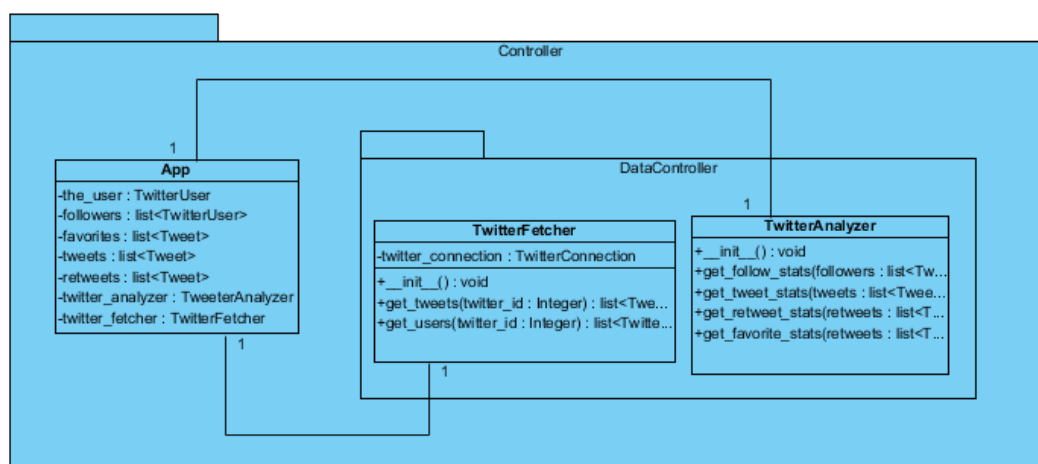 Controller
1
App
-the_user : TwitterUser
-followers : list<TwitterUser>
-favorites : list<Tweet>
-tweets : list<Tweet>
-retweets : list<Tweet>
-twitter_analyzer : TweeterAnalyzer
-twitter_fetcher : TwitterFetcher
1
DataController
TwitterFetcher
-twitter_connection : TwitterConnection
+__init__() : void
+get_tweets(twitter_id : Integer) : list<Twe...
+get_users(twitter_id : Integer) : list<Twitte...
1
1
TwitterAnalyzer
+__init__() : void
+get_follow_stats(followers : list<Tw...
+get_tweet_stats(tweets : list<Twee...
+get_retweet_stats(retweets : list<T...
+get_favorite_stats(retweets : list<T...